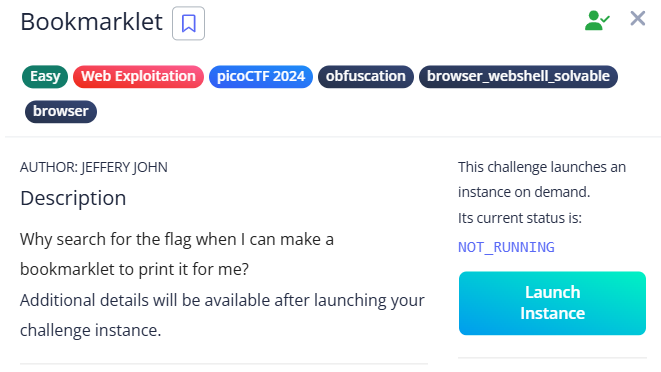 Bookmarklet
Easy
Web Exploitation
picoCTF 2024
obfuscation
browser_webshell_solvable
browser
AUTHOR: JEFFERY JOHN
Description
Why search for the flag when I can make a
bookmarklet to print it for me?
Additional details will be available after launching your
challenge instance.
This challenge launches an
instance on demand.
Its current status is:
NOT_RUNNING
Launch
Instance